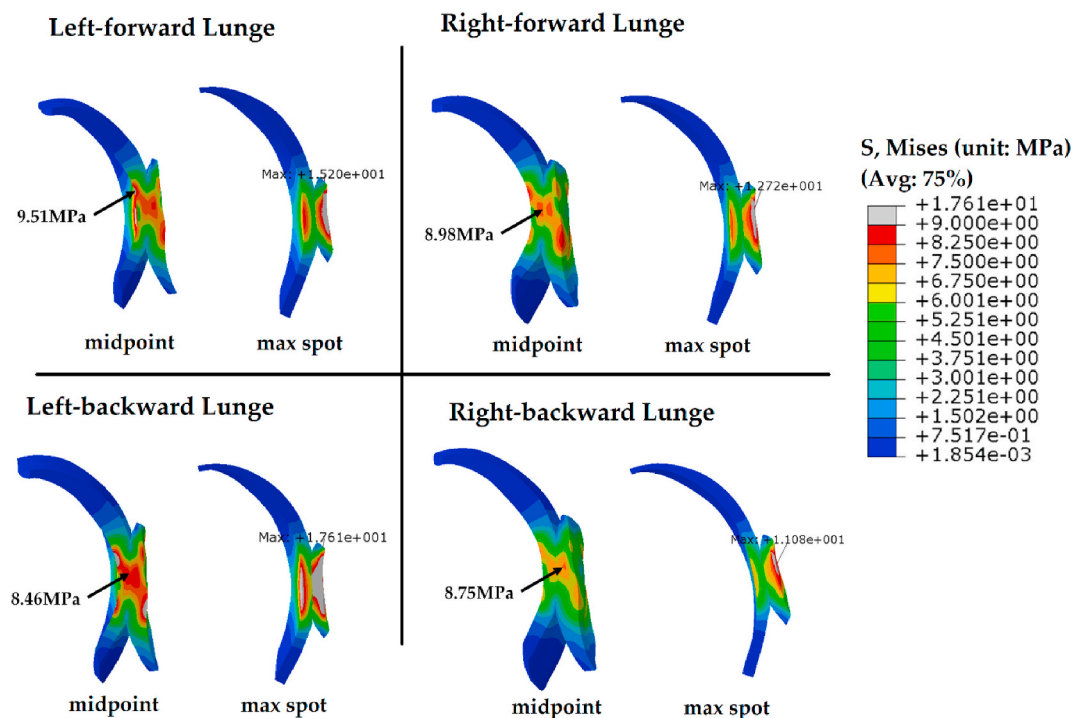 Left-forward Lunge
Right-forward Lunge
Max: +1.520e+001
9.51MPa
midpoint
max spot
Max: +1.272e+001
8.98MPa
midpoint
max spot
S, Mises (unit: MPa)
(Avg: 75%)
+1.761e+01
+9.000e+00
+8.250e+00
+7.500e+00
+6.750e+00
+6.001e+00
+5.251e+00
+4.501e+00
+3.751e+00
+3.001e+00
+2.251e+00
+1.502e+00
+7.517e-01
+1.854e-03
Left-backward Lunge
Right-backward Lunge
Max: +1.761e+001
8.46MPa
midpoint
max spot
Max: +1.108e+001
8.75MPa
midpoint
max spot